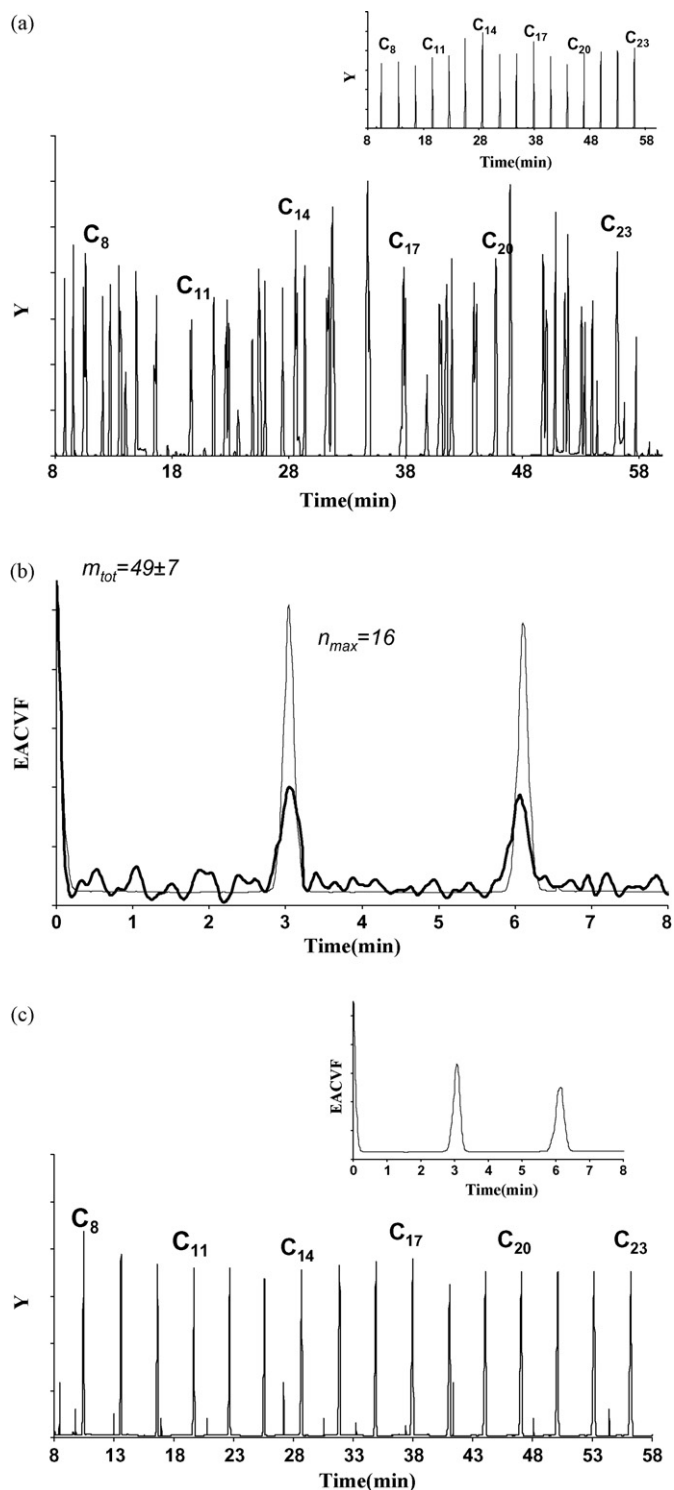 (a)
C8 C11 C14 C17 C20 C23
Y
8 18 28 38 48 58
Time(min)
C8 C11 C14 C17 C20 C23
Y
8 18 28 38 48 58
Time(min)
(b)
mtot=49±7
nmax=16
EACVF
0 1 2 3 4 5 6 7 8
Time(min)
(c)
EACVF
0 1 2 3 4 5 6 7 8
Time(min)
C8 C11 C14 C17 C20 C23
Y
8 13 18 23 28 33 38 43 48 53 58
Time(min)